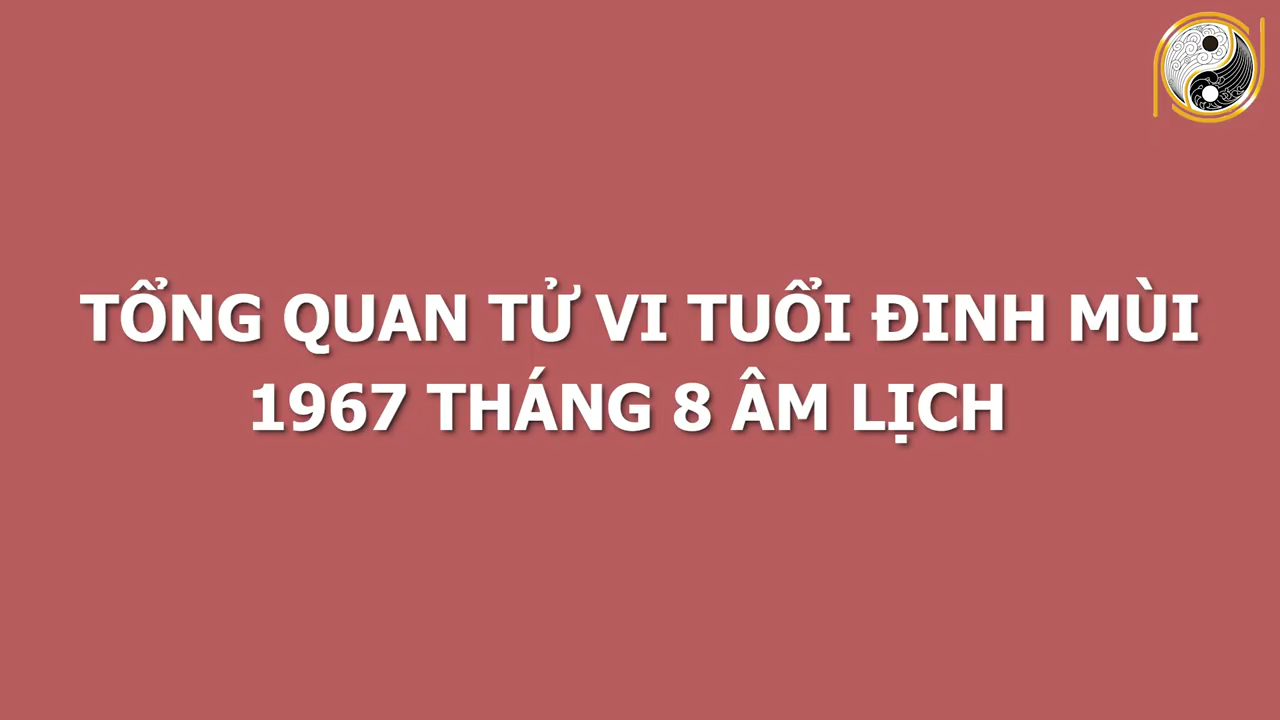 TỔNG QUAN TỬ VI TUỔI ĐINH MÙI
1967 THÁNG 8 ÂM LỊCH